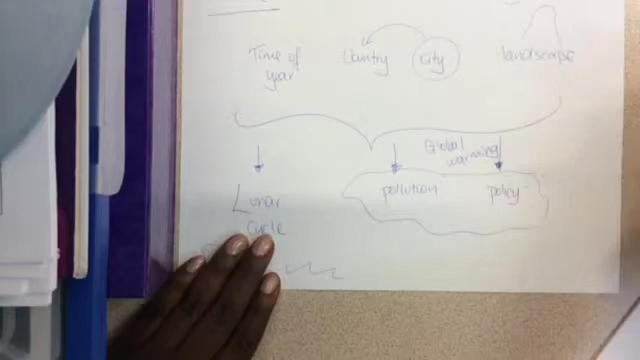 Time of
year
Country
city
landscape
Global
warming
Lunar
cycle
pollution
policy